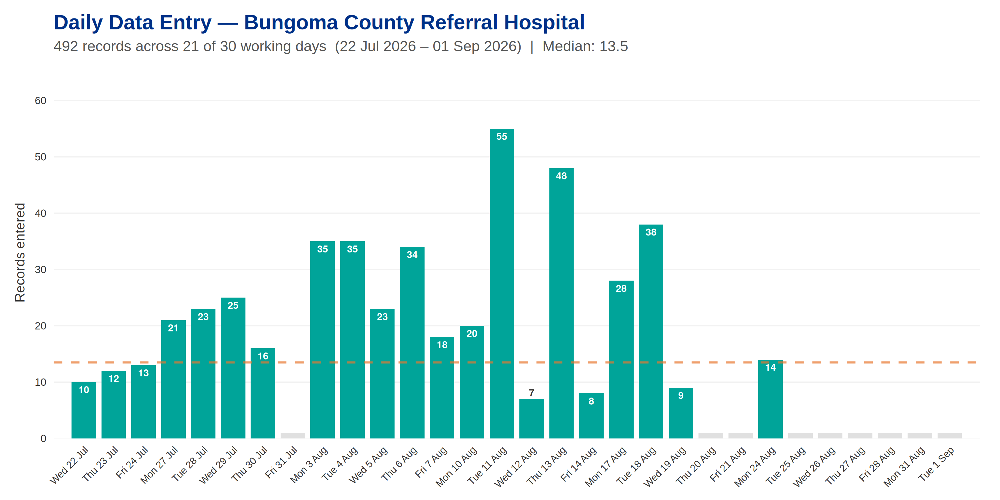 Daily Data Entry — Bungoma County Referral Hospital
492 records across 21 of 30 working days  (22 Jul 2026 – 01 Sep 2026)  |  Median: 13.5
Records entered
60
50
40
30
20
10
0
10
12
13
21
23
25
16
35
35
23
34
18
20
55
7
48
8
28
38
9
14
Wed 22 Jul
Thu 23 Jul
Fri 24 Jul
Mon 27 Jul
Tue 28 Jul
Wed 29 Jul
Thu 30 Jul
Fri 31 Jul
Mon 3 Aug
Tue 4 Aug
Wed 5 Aug
Thu 6 Aug
Fri 7 Aug
Mon 10 Aug
Tue 11 Aug
Wed 12 Aug
Thu 13 Aug
Fri 14 Aug
Mon 17 Aug
Tue 18 Aug
Wed 19 Aug
Thu 20 Aug
Fri 21 Aug
Mon 24 Aug
Tue 25 Aug
Wed 26 Aug
Thu 27 Aug
Fri 28 Aug
Mon 31 Aug
Tue 1 Sep